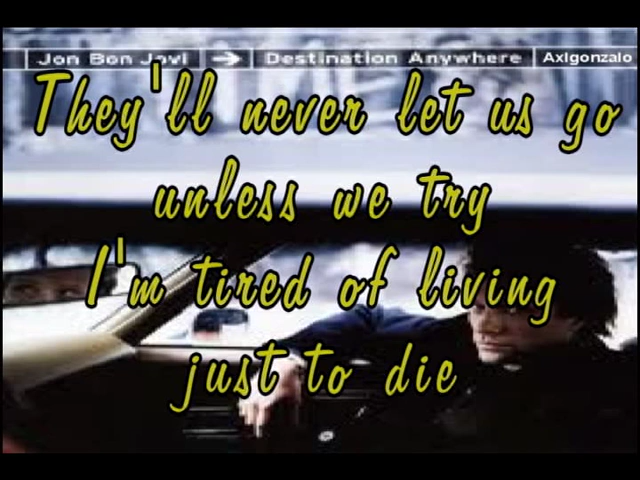 Jon Bon Jovi → Destination Anywhere Axlgonzalo
They'll never let us go
unless we try
I'm tired of living
just to die